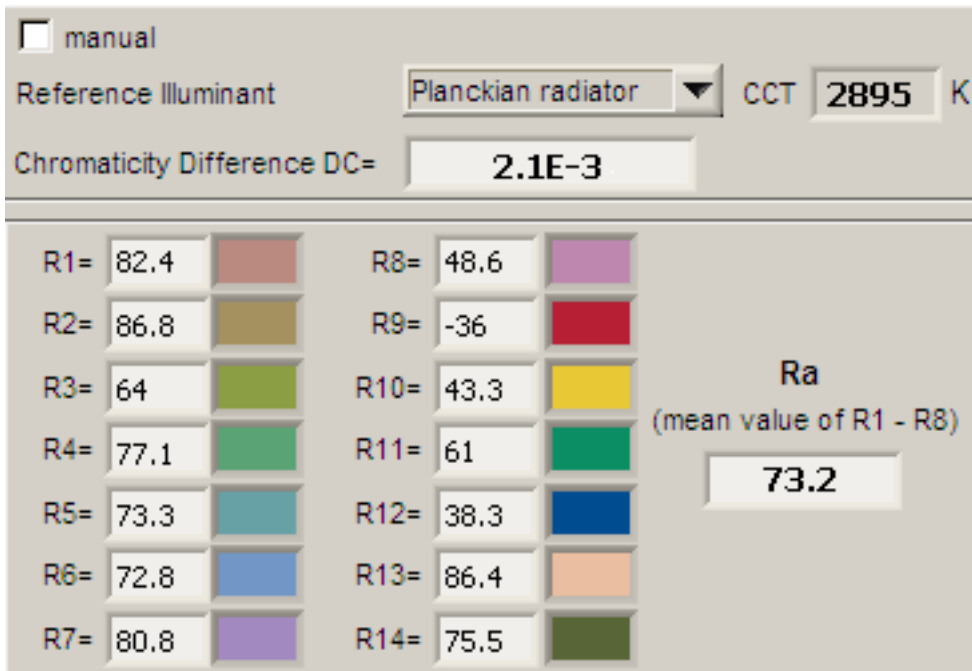 manual
Reference Illuminant Planckian radiator CCT 2895 K
Chromaticity Difference DC= 2.1E-3
R1= 82.4 R8= 48.6
R2= 86.8 R9= -36
R3= 64 R10= 43.3
Ra
(mean value of R1 - R8)
R4= 77.1 R11= 61
73.2
R5= 73.3 R12= 38.3
R6= 72.8 R13= 86.4
R7= 80.8 R14= 75.5